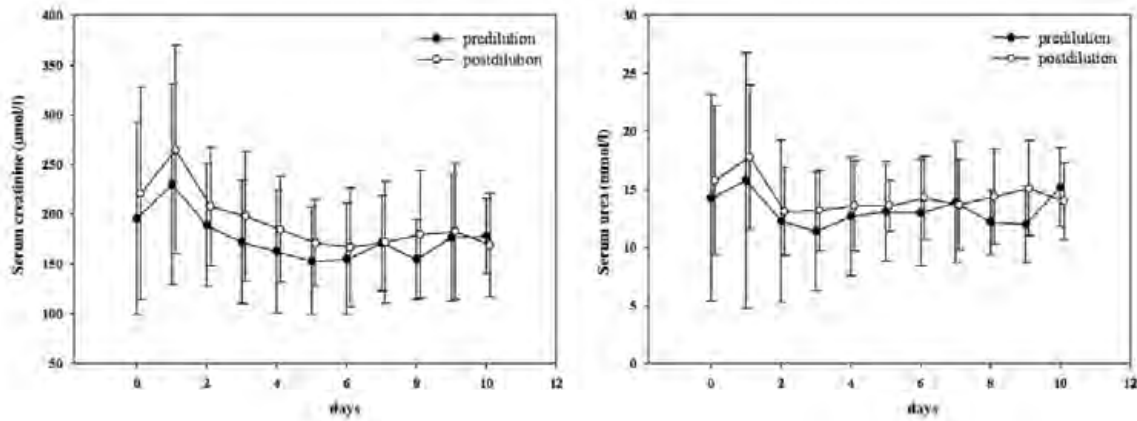 400
350
300
250
200
150
100
50
Serum creatinine (µmol/l)
predilution
postdilution
0 2 4 6 8 10 12
days
30
25
20
15
10
5
0
Serum urea (mmol/l)
predilution
postdilution
0 2 4 6 8 10 12
days